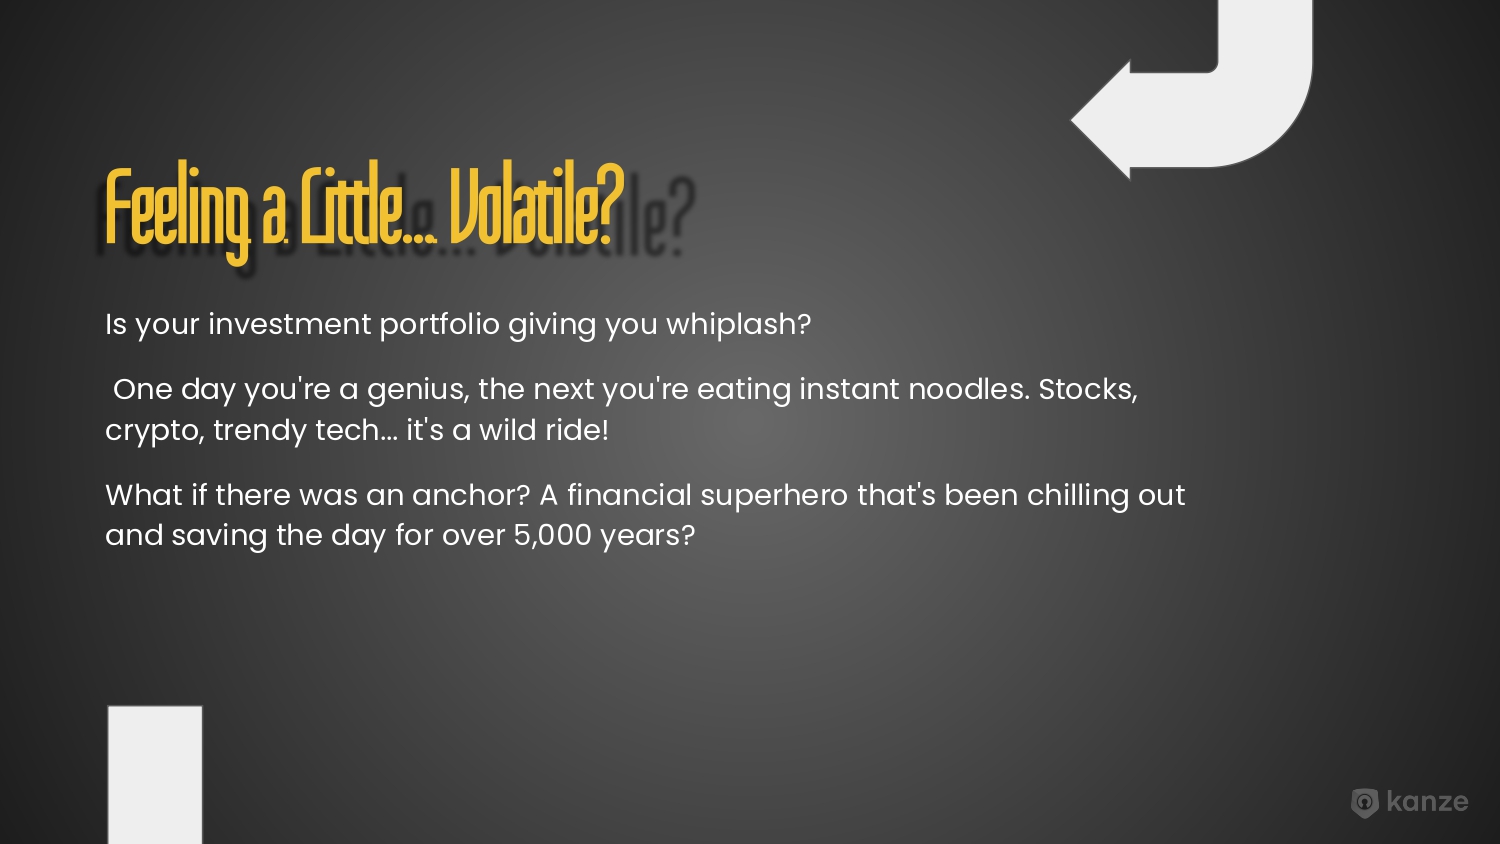 Feeling a Little... Volatile?
Is your investment portfolio giving you whiplash?
One day you're a genius, the next you're eating instant noodles. Stocks,
crypto, trendy tech... it's a wild ride!
What if there was an anchor? A financial superhero that's been chilling out
and saving the day for over 5,000 years?
kanze